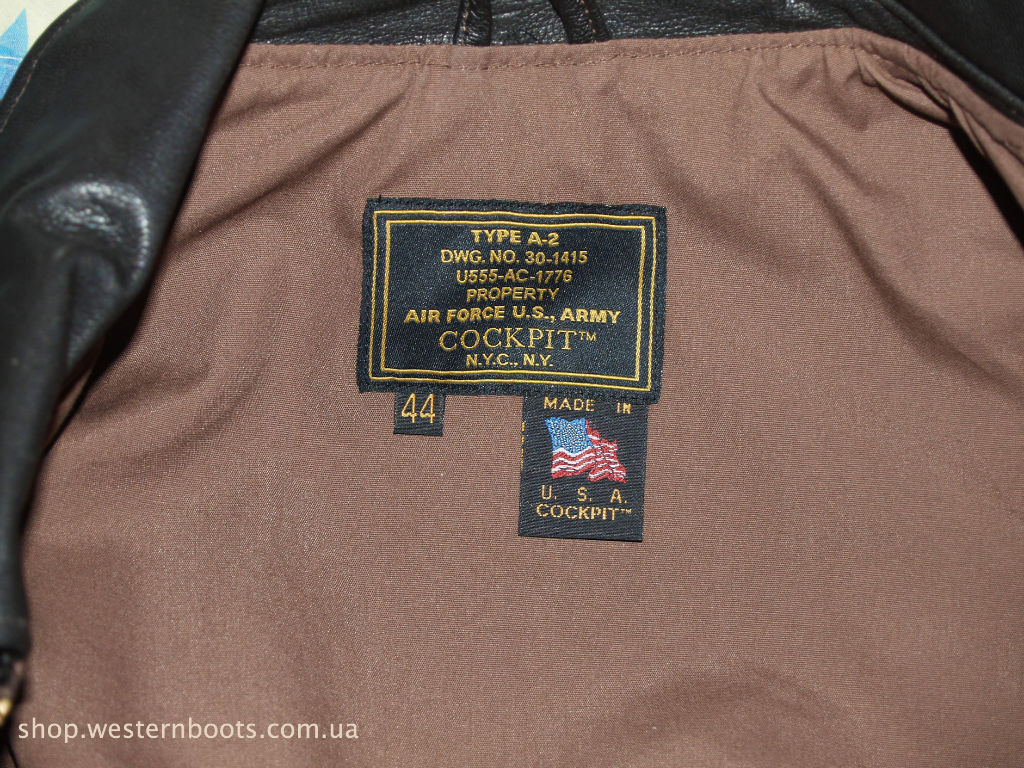 TYPE A-2
DWG. NO. 30-1415
U555-AC-1776
PROPERTY
AIR FORCE U.S., ARMY
COCKPIT™
N.Y.C., N.Y.
44
MADE IN
U. S. A.
COCKPIT™
shop.westernboots.com.ua